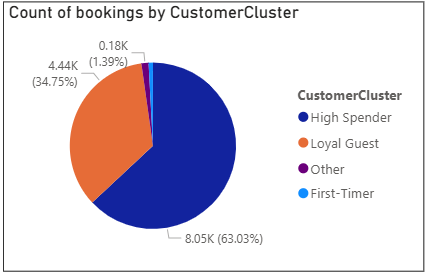 Count of bookings by CustomerCluster
0.18K
(1.39%)
4.44K
(34.75%)
8.05K (63.03%)
CustomerCluster
High Spender
Loyal Guest
Other
First-Timer